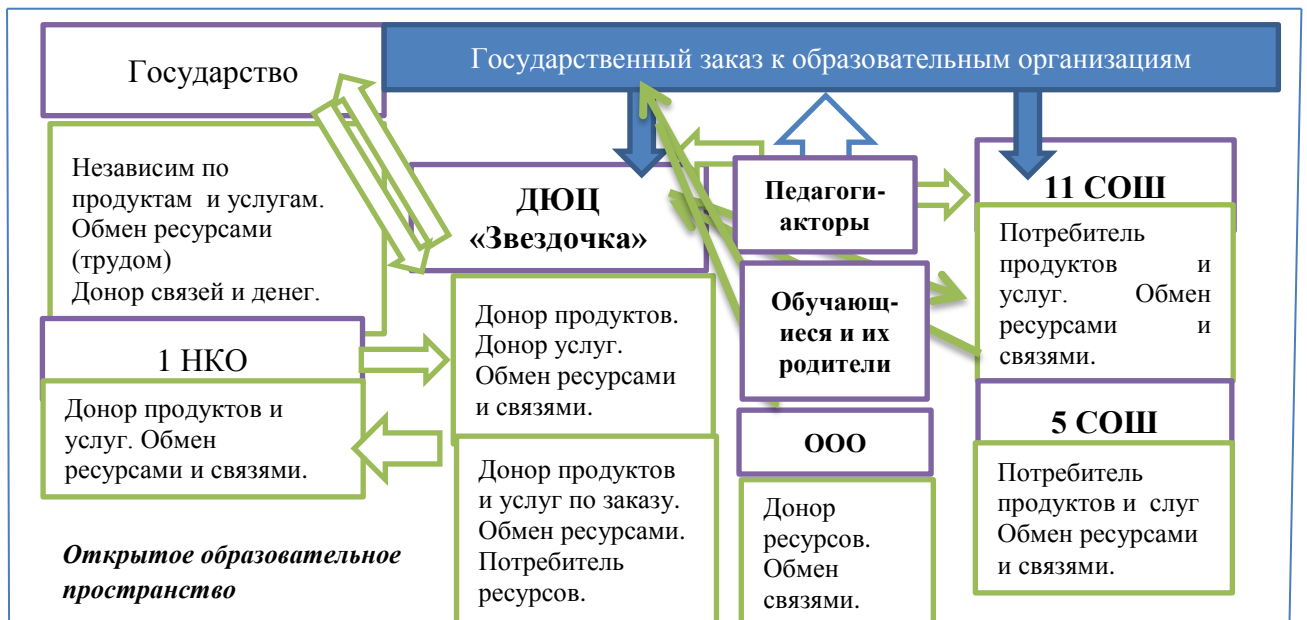 Государство
Государственный заказ к образовательным организациям
Независим по
продуктам и услугам.
Обмен ресурсами
(трудом)
Донор связей и денег.
1 НКО
Донор продуктов и
услуг. Обмен
ресурсами и связями.
Открытое образовательное
пространство
ДЮЦ
«Звездочка»
Донор продуктов.
Донор услуг.
Обмен ресурсами
и связями.
Донор продуктов
и услуг по заказу.
Обмен ресурсами.
Потребитель
ресурсов.
Педагоги-
акторы
Обучающ-
иеся и их
родители
ООО
Донор
ресурсов.
Обмен
связями.
11 СОШ
Потребитель
продуктов и
услуг. Обмен
ресурсами и
связями.
5 СОШ
Потребитель
продуктов и слуг
Обмен ресурсами
и связями.